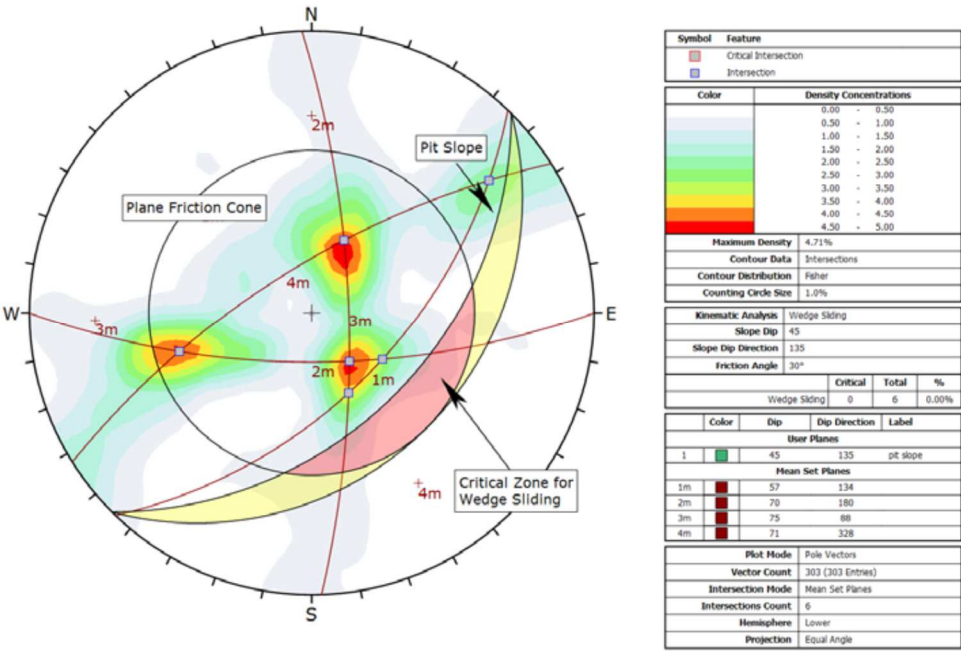 N
Pit Slope
2m
Plane Friction Cone
4m
W
E
3m
3m
2m
1m
4m
Critical Zone for
Wedge Sliding
S
Symbol Feature
Critical Intersection
Intersection
Color Density Concentrations
0.00 - 0.50
0.50 - 1.00
1.00 - 1.50
1.50 - 2.00
2.00 - 2.50
2.50 - 3.00
3.00 - 3.50
3.50 - 4.00
4.00 - 4.50
4.50 - 5.00
Maximum Density 4.71%
Contour Data Intersections
Contour Distribution Fisher
Counting Circle Size 1.0%
Kinematic Analysis Wedge Sliding
Slope Dip 45
Slope Dip Direction 135
Friction Angle 30°
Critical Total %
Wedge Sliding 0 6 0.00%
Color Dip Dip Direction Label
User Planes
1 45 135 pit slope
Mean Set Planes
1m 57 134
2m 70 180
3m 75 88
4m 71 328
Plot Mode Pole Vectors
Vector Count 303 (303 Entries)
Intersection Mode Mean Set Planes
Intersections Count 6
Hemisphere Lower
Projection Equal Angle